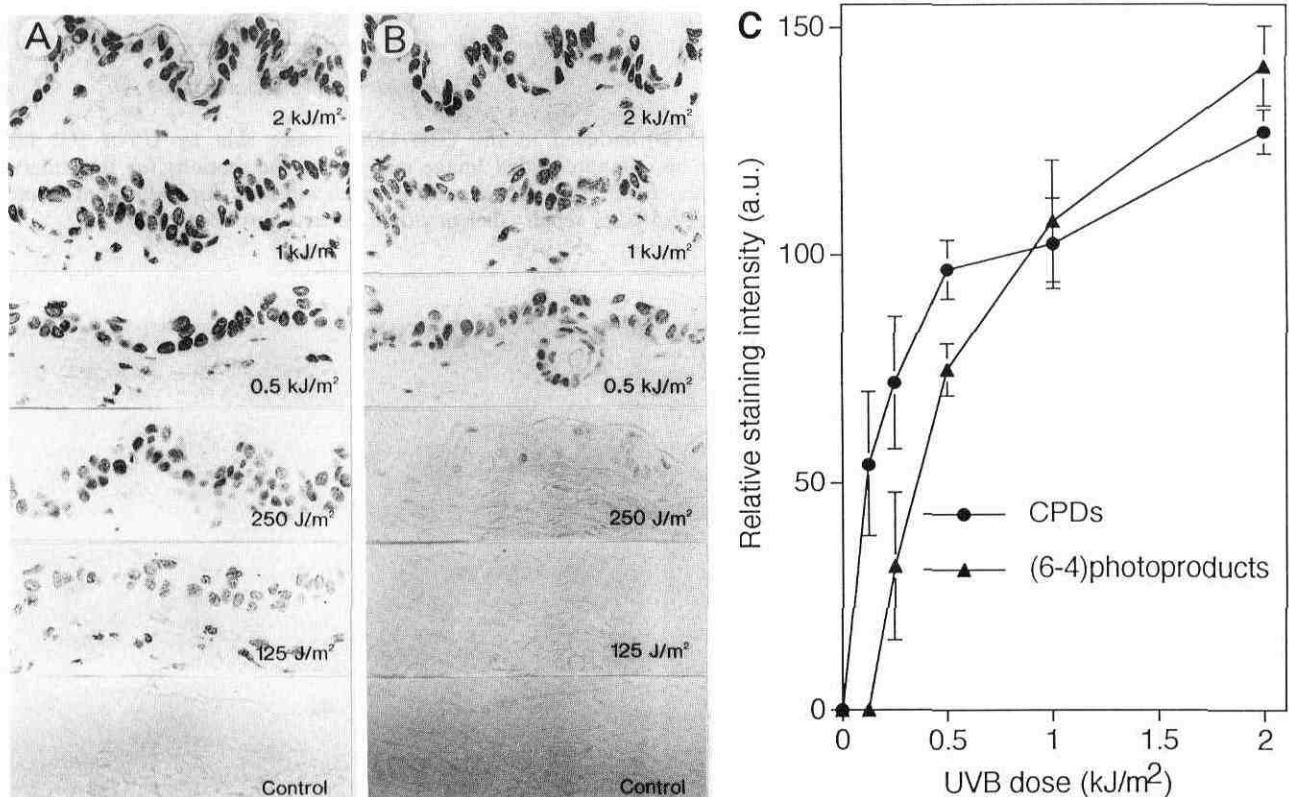 A
2 kJ/m²
1 kJ/m²
0.5 kJ/m²
250 J/m²
125 J/m²
Control
B
2 kJ/m²
1 kJ/m²
0.5 kJ/m²
250 J/m²
125 J/m²
Control
C
Relative staining intensity (a.u.)
150
100
50
0
CPDs
(6-4)photoproducts
0 0.5 1 1.5 2
UVB dose (kJ/m²)